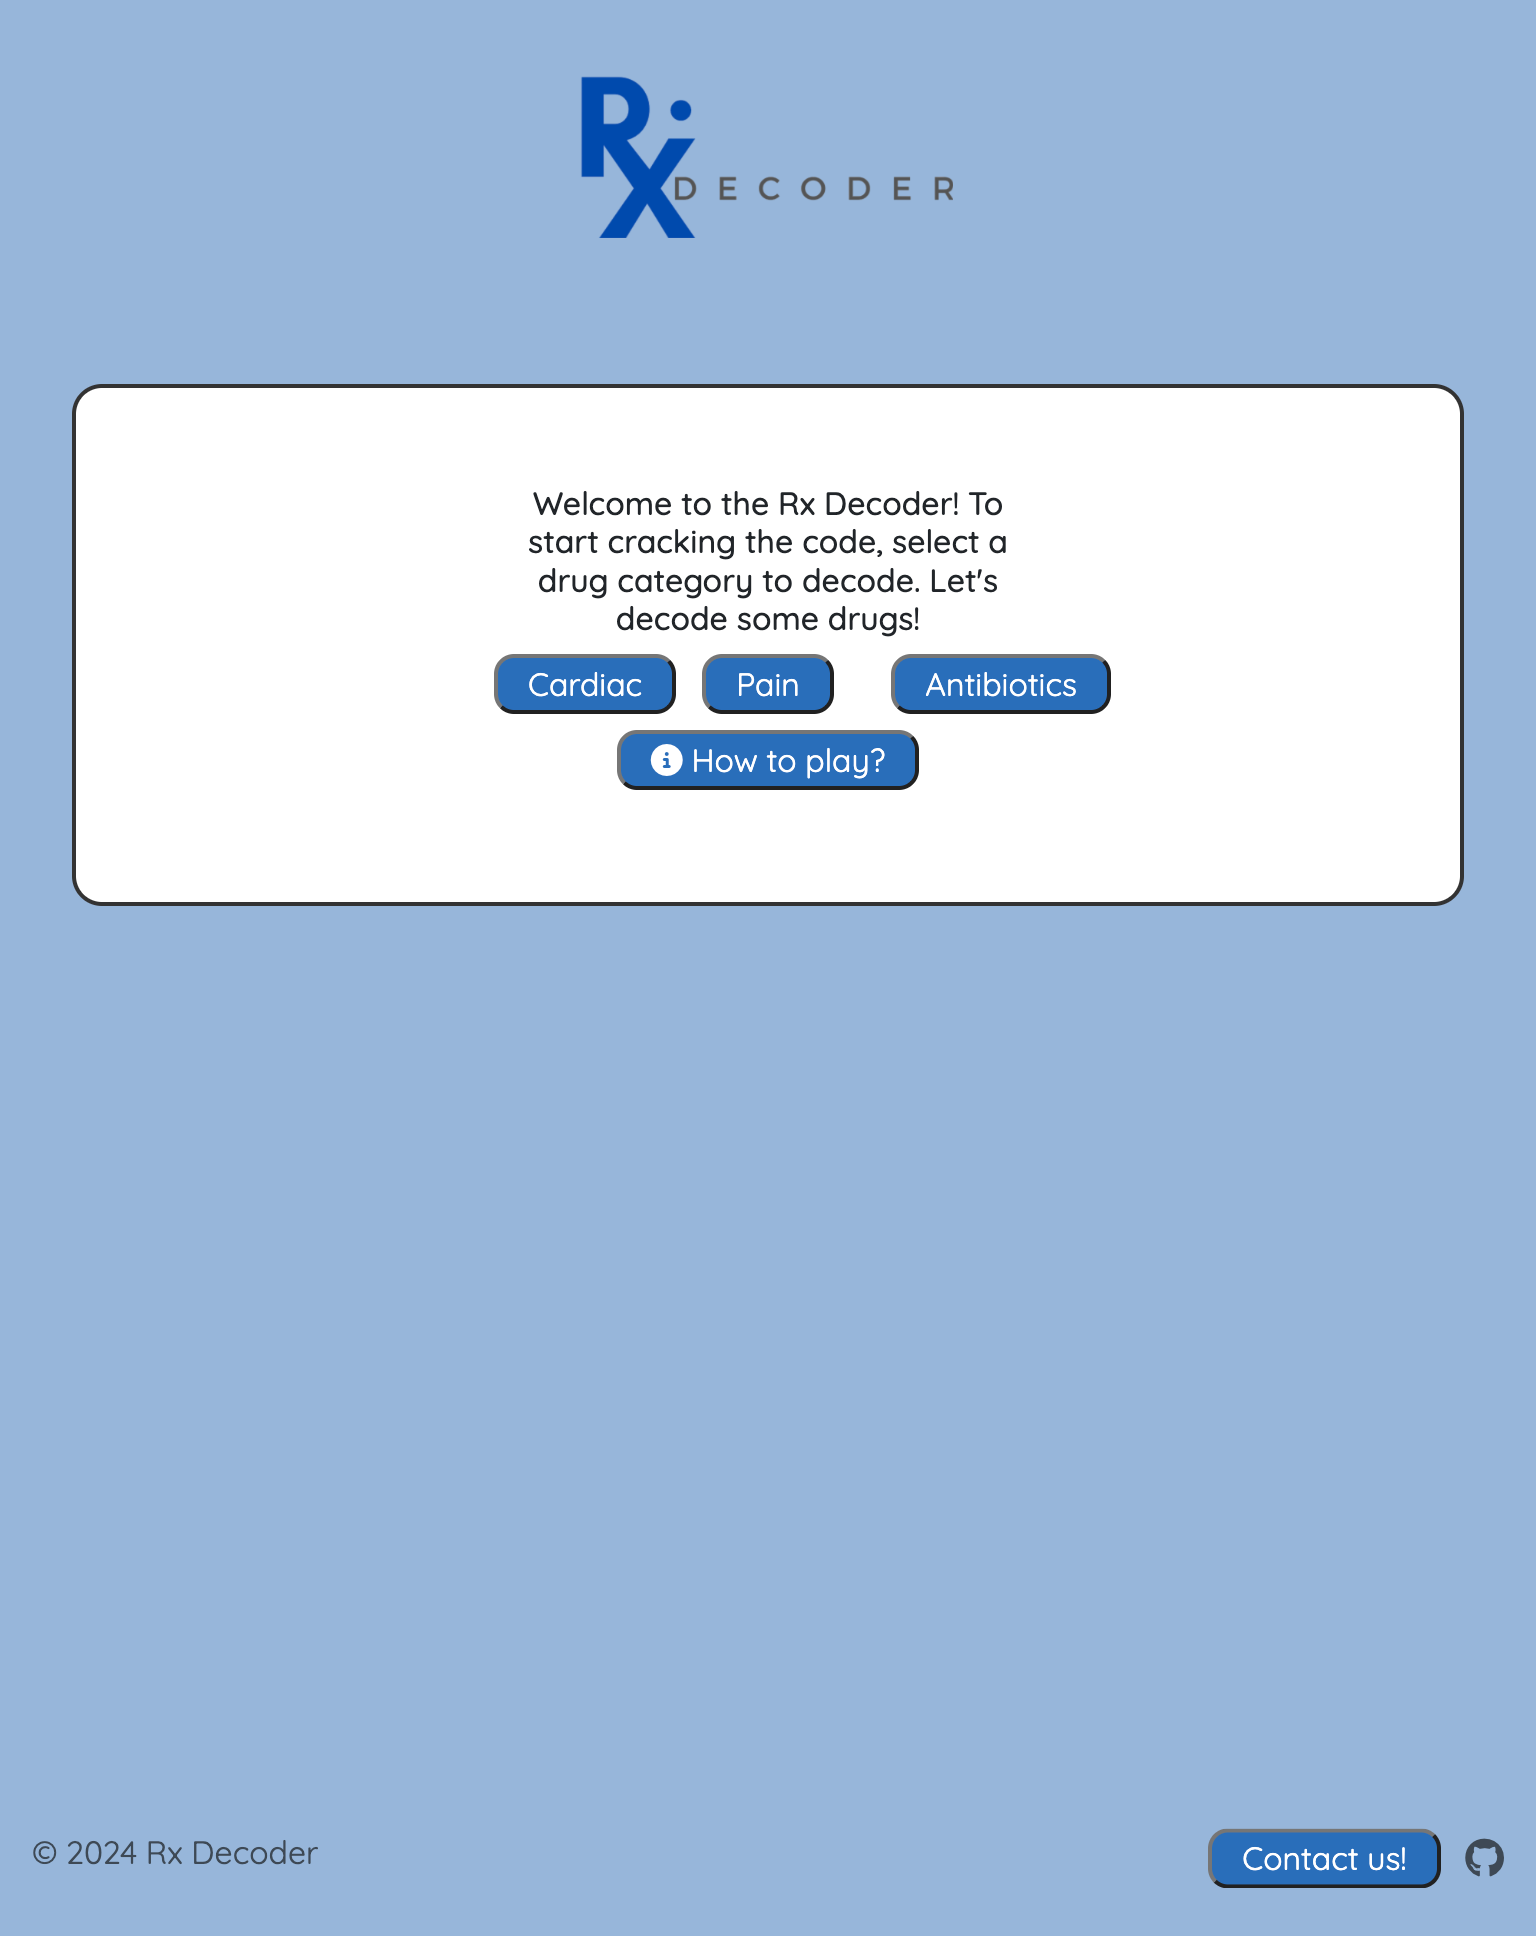 Rx DECODER
Welcome to the Rx Decoder! To
start cracking the code, select a
drug category to decode. Let's
decode some drugs!
Cardiac Pain Antibiotics
How to play?
© 2024 Rx Decoder Contact us!